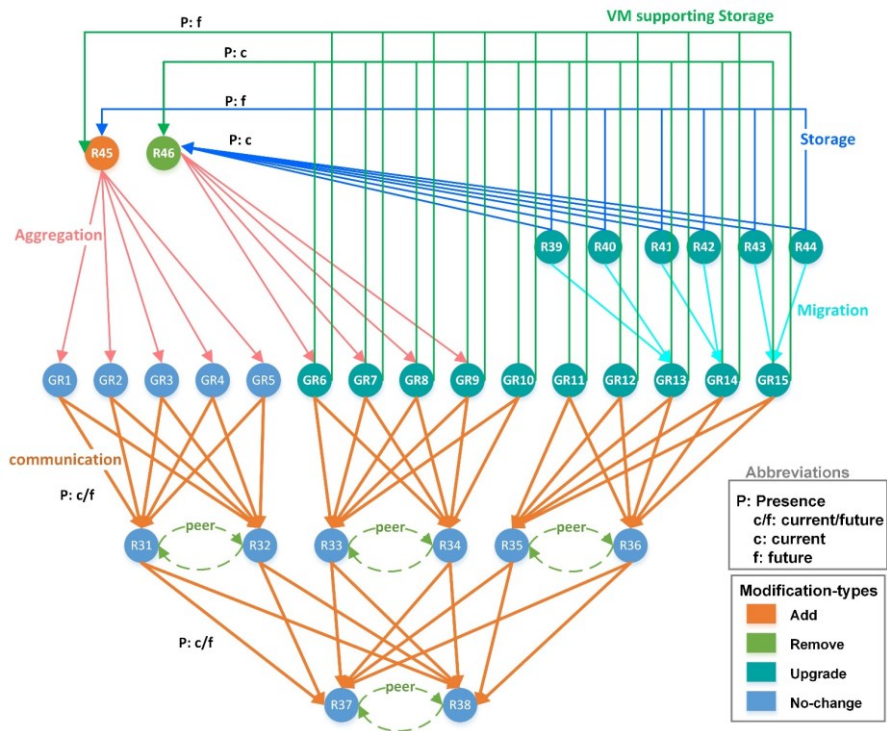 P: f
VM supporting Storage
P: c
P: f
P: c
Storage
R45
R46
Aggregation
R39
R40
R41
R42
R43
R44
Migration
GR1
GR2
GR3
GR4
GR5
GR6
GR7
GR8
GR9
GR10
GR11
GR12
GR13
GR14
GR15
communication
P: c/f
peer
peer
peer
R31
R32
R33
R34
R35
R36
P: c/f
peer
R37
R38
Abbreviations
P: Presence
c/f: current/future
c: current
f: future
Modification-types
Add
Remove
Upgrade
No-change